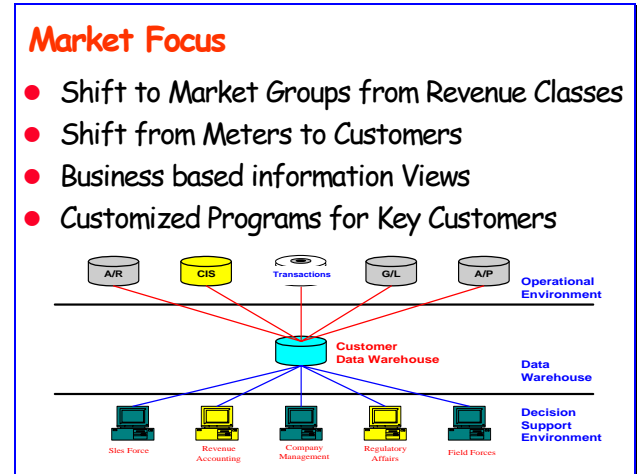 Market Focus
Shift to Market Groups from Revenue Classes
Shift from Meters to Customers
Business based information Views
Customized Programs for Key Customers
A/R
CIS
Transactions
G/L
A/P
Operational
Environment
Customer
Data Warehouse
Data
Warehouse
Decision
Support
Environment
Sles Force
Revenue
Accounting
Company
Management
Regulatory
Affairs
Field Forces